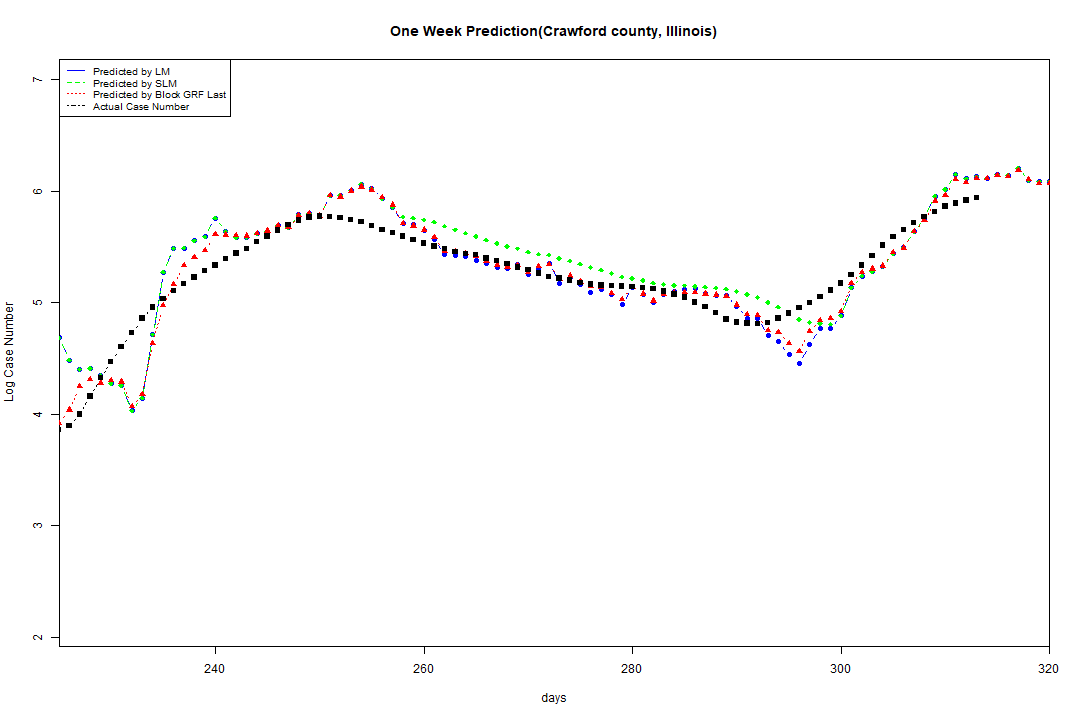 One Week Prediction(Crawford county, Illinois)
Predicted by LM
Predicted by SLM
Predicted by Block GRF Last
Actual Case Number
7
6
5
4
3
2
Log Case Number
240
260
280
300
320
days